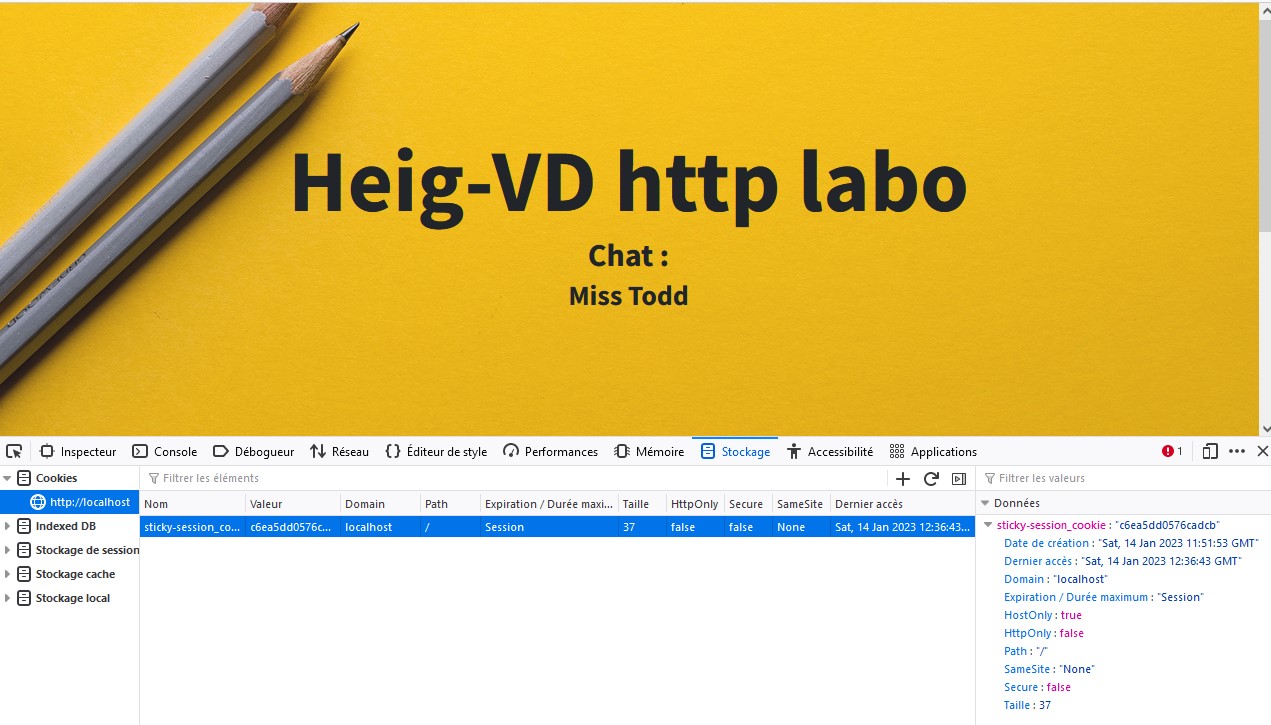 Heig-VD http labo
Chat :
Miss Todd
Inspecteur Console Débogueur Réseau Éditeur de style Performances Mémoire Stockage Accessibilité Applications 1
Cookies
http://localhost
Indexed DB
Stockage de session
Stockage cache
Stockage local
Filtrer les éléments
Nom Valeur Domain Path Expiration / Durée maxi... Taille HttpOnly Secure SameSite Dernier accès
sticky-session_co... c6ea5dd0576c... localhost / Session 37 false false None Sat, 14 Jan 2023 12:36:43...
Filtrer les valeurs
Données
sticky-session_cookie : "c6ea5dd0576cadcb"
Date de création : "Sat, 14 Jan 2023 11:51:53 GMT"
Dernier accès : "Sat, 14 Jan 2023 12:36:43 GMT"
Domain : "localhost"
Expiration / Durée maximum : "Session"
HostOnly : true
HttpOnly : false
Path : "/"
SameSite : "None"
Secure : false
Taille : 37